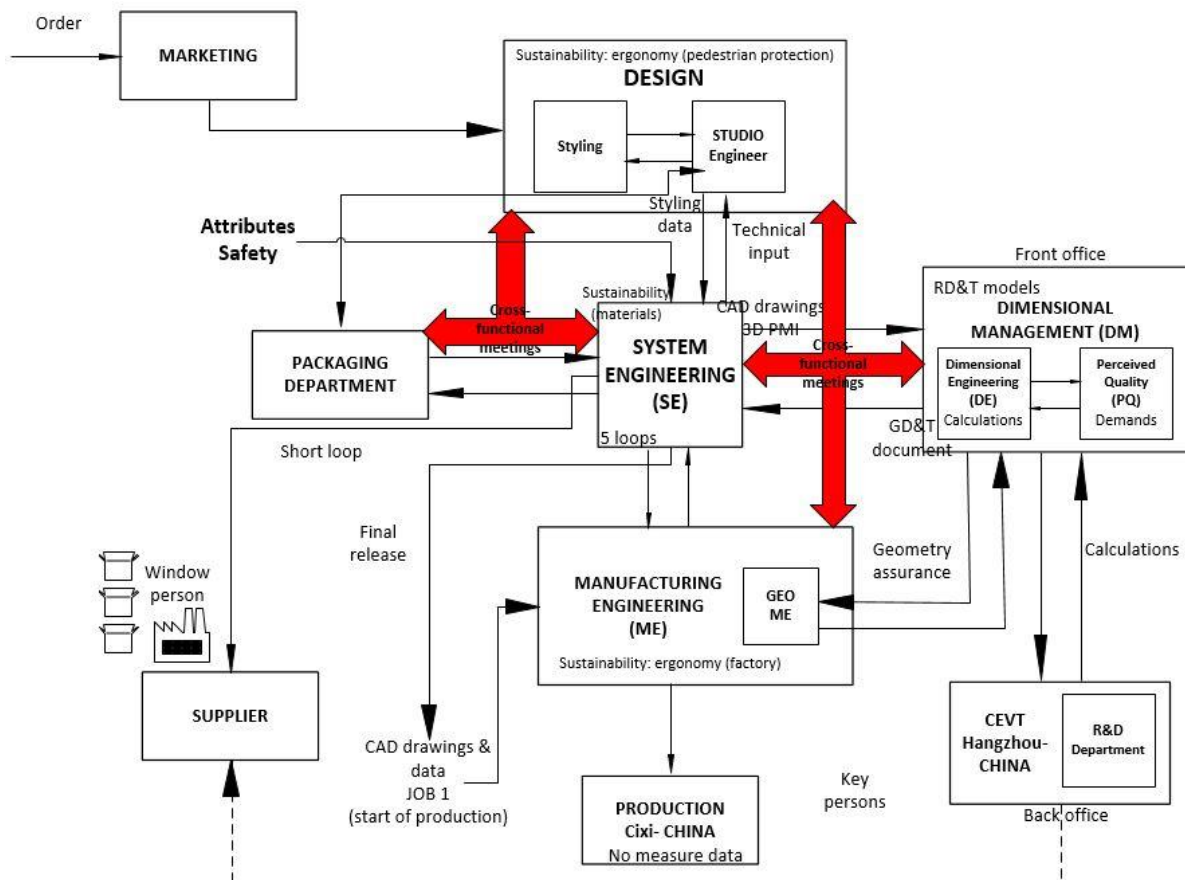 Order
MARKETING
Sustainability: ergonomy (pedestrian protection)
DESIGN
Styling
STUDIO
Engineer
Styling
data
Technical
input
Attributes
Safety
Front office
RD&T models
DIMENSIONAL
MANAGEMENT (DM)
Dimensional
Engineering
(DE)
Calculations
Perceived
Quality
(PQ)
Demands
Sustainability
(materials)
CAD drawings
3D PMI
Cross-
functional
meetings
Cross-
functional
meetings
PACKAGING
DEPARTMENT
SYSTEM
ENGINEERING
(SE)
5 loops
GD&T
document
Short loop
Final
release
Geometry
assurance
Calculations
Window
person
MANUFACTURING
ENGINEERING
(ME)
GEO
ME
Sustainability: ergonomy (factory)
SUPPLIER
CEVT
Hangzhou-
CHINA
R&D
Department
Back office
CAD drawings &
data
JOB 1
(start of production)
PRODUCTION
Cixi- CHINA
No measure data
Key
persons